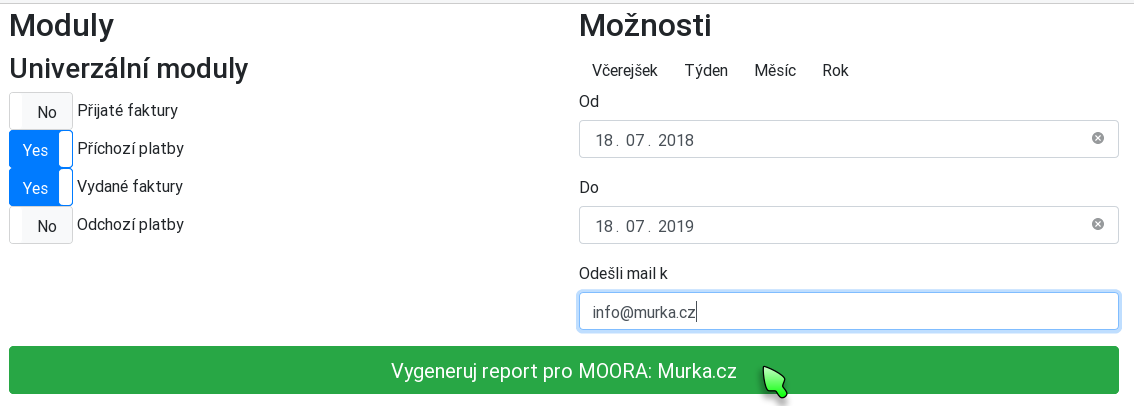 Moduly
Univerzální moduly
No Přijaté faktury
Yes Příchozí platby
Yes Vydané faktury
No Odchozí platby
Možnosti
Včerejšek Týden Měsíc Rok
Od
18. 07. 2018
Do
18. 07. 2019
Odešli mail k
info@murka.cz
Vygeneruj report pro MOORA: Murka.cz